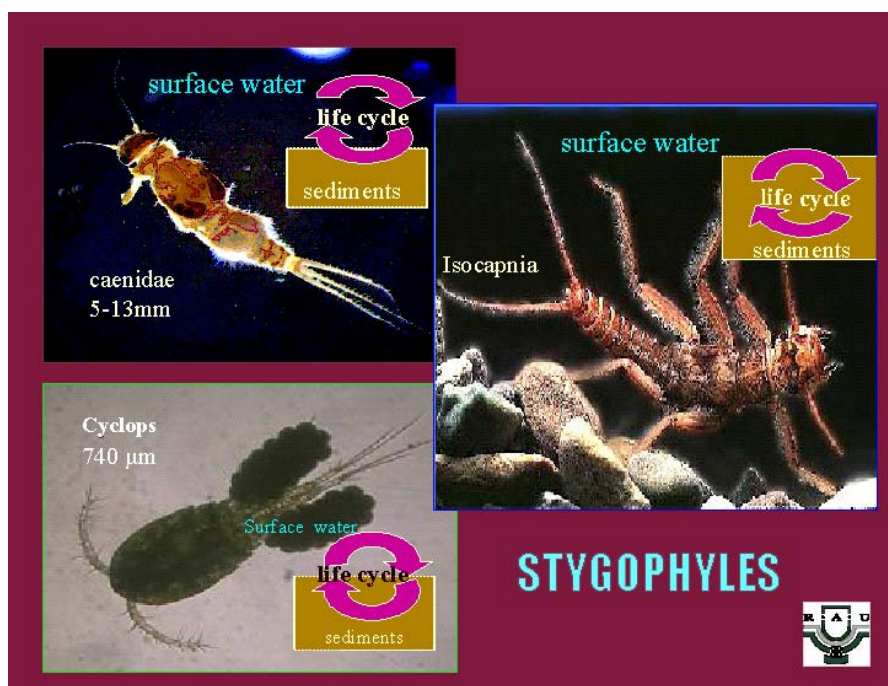 surface water
life cycle
sediments
caenidae
5-13mm
surface water
life cycle
sediments
Isocapnia
Cyclops
740 µm
Surface water
life cycle
sediments
STYGOPHYLES
R A U